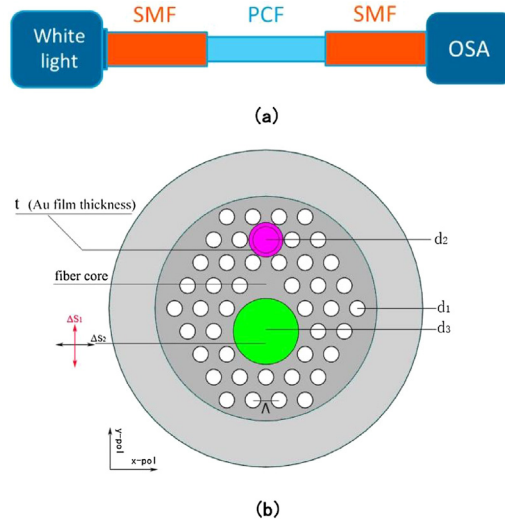 SMF PCF SMF
White light
OSA
(a)
t (Au film thickness)
d2
fiber core
d1
d3
ΔS1
ΔS2
Λ
y-pol
x-pol
(b)